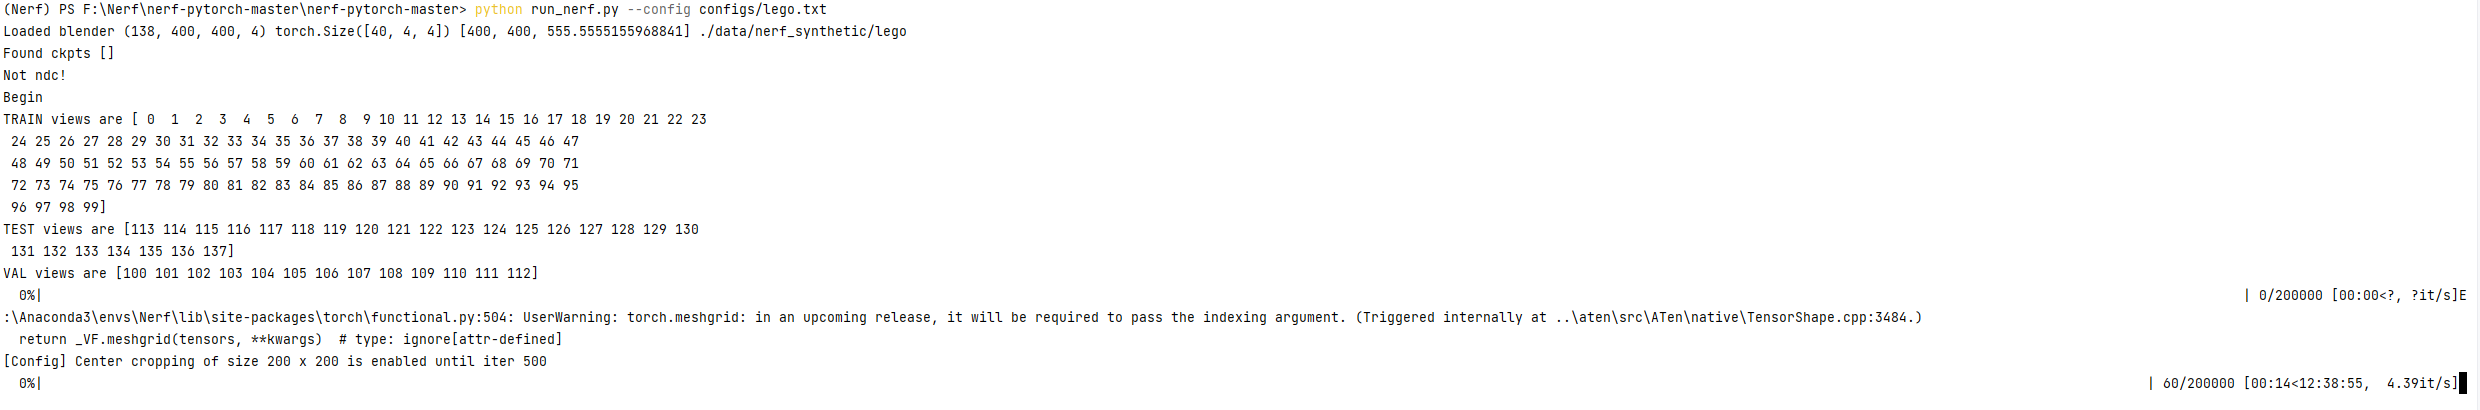 (Nerf) PS F:\Nerf\nerf-pytorch-master\nerf-pytorch-master> python run_nerf.py --config configs/lego.txt
Loaded blender (138, 400, 400, 4) torch.Size([40, 4, 4]) [400, 400, 555.5555155968841] ./data/nerf_synthetic/lego
Found ckpts []
Not ndc!
Begin
TRAIN views are [ 0  1  2  3  4  5  6  7  8  9 10 11 12 13 14 15 16 17 18 19 20 21 22 23
 24 25 26 27 28 29 30 31 32 33 34 35 36 37 38 39 40 41 42 43 44 45 46 47
 48 49 50 51 52 53 54 55 56 57 58 59 60 61 62 63 64 65 66 67 68 69 70 71
 72 73 74 75 76 77 78 79 80 81 82 83 84 85 86 87 88 89 90 91 92 93 94 95
 96 97 98 99]
TEST views are [113 114 115 116 117 118 119 120 121 122 123 124 125 126 127 128 129 130
 131 132 133 134 135 136 137]
VAL views are [100 101 102 103 104 105 106 107 108 109 110 111 112]
  0%| | 0/200000 [00:00<?, ?it/s]E
:\Anaconda3\envs\Nerf\lib\site-packages\torch\functional.py:504: UserWarning: torch.meshgrid: in an upcoming release, it will be required to pass the indexing argument. (Triggered internally at ..\aten\src\ATen\native\TensorShape.cpp:3484.)
  return _VF.meshgrid(tensors, **kwargs)  # type: ignore[attr-defined]
[Config] Center cropping of size 200 x 200 is enabled until iter 500
  0%| | 60/200000 [00:14<12:38:55,  4.39it/s]